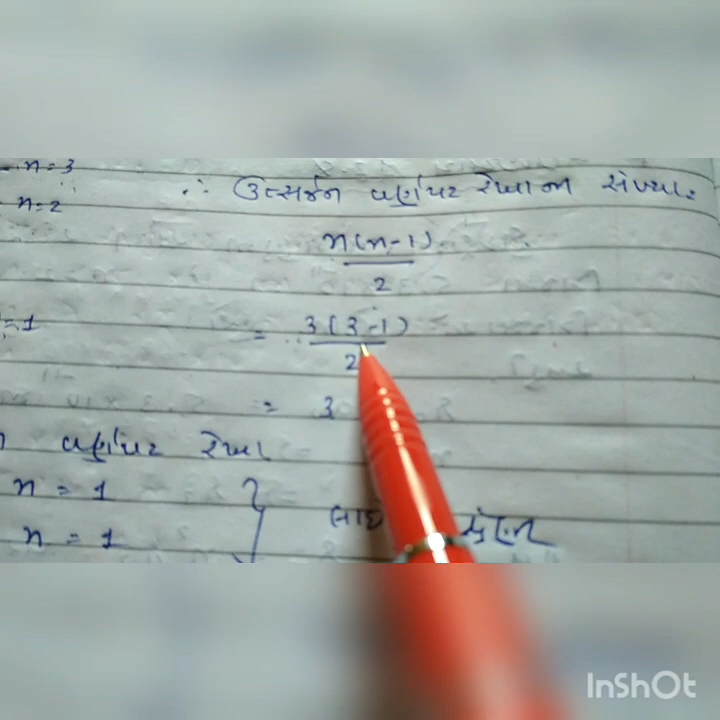 n=3
n=2
∴ ઉત્સર્જન વર્ણપટ રેખાના સંખ્યા:
n(n-1)
2
=1
= 3(3-1)
2
= 3
વર્ણપટ રેખા
n = 1
n = 1
InShOt